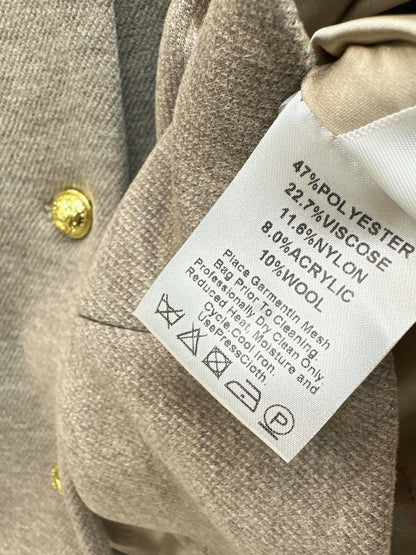 47%POLYESTER
22.7%VISCOSE
11.6%NYLON
8.0%ACRYLIC
10%WOOL
Place Garmentin Mesh
Bag Prior To Cleaning
Professionally Dry Clean Only.
Reduced Heat, Moisture and
Cycle.Cool Iron.
UsePressCloth
P